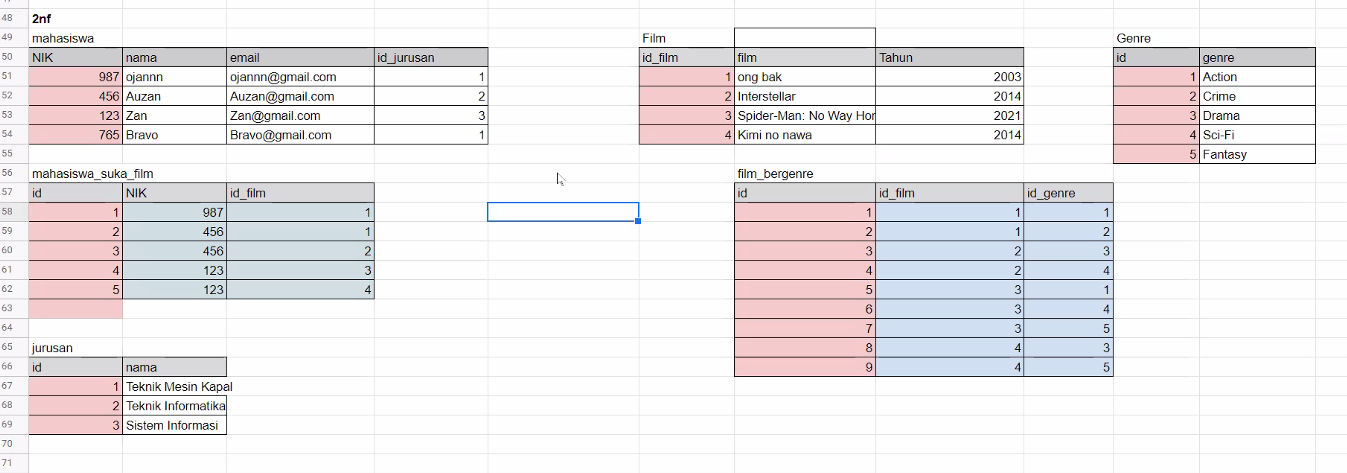 48 2nf
49 mahasiswa Film Genre
50 NIK nama email id_jurusan id_film film Tahun id genre
51 987 ojannn ojannn@gmail.com 1 1 ong bak 2003 1 Action
52 456 Auzan Auzan@gmail.com 2 2 Interstellar 2014 2 Crime
53 123 Zan Zan@gmail.com 3 3 Spider-Man: No Way Hor 2021 3 Drama
54 765 Bravo Bravo@gmail.com 1 4 Kimi no nawa 2014 4 Sci-Fi
55 5 Fantasy
56 mahasiswa_suka_film film_bergenre
57 id NIK id_film id id_film id_genre
58 1 987 1 1 1 1
59 2 456 1 2 1 2
60 3 456 2 3 2 3
61 4 123 3 4 2 4
62 5 123 4 5 3 1
63 6 3 4
64 7 3 5
65 jurusan 8 4 3
66 id nama 9 4 5
67 1 Teknik Mesin Kapal
68 2 Teknik Informatika
69 3 Sistem Informasi
70
71